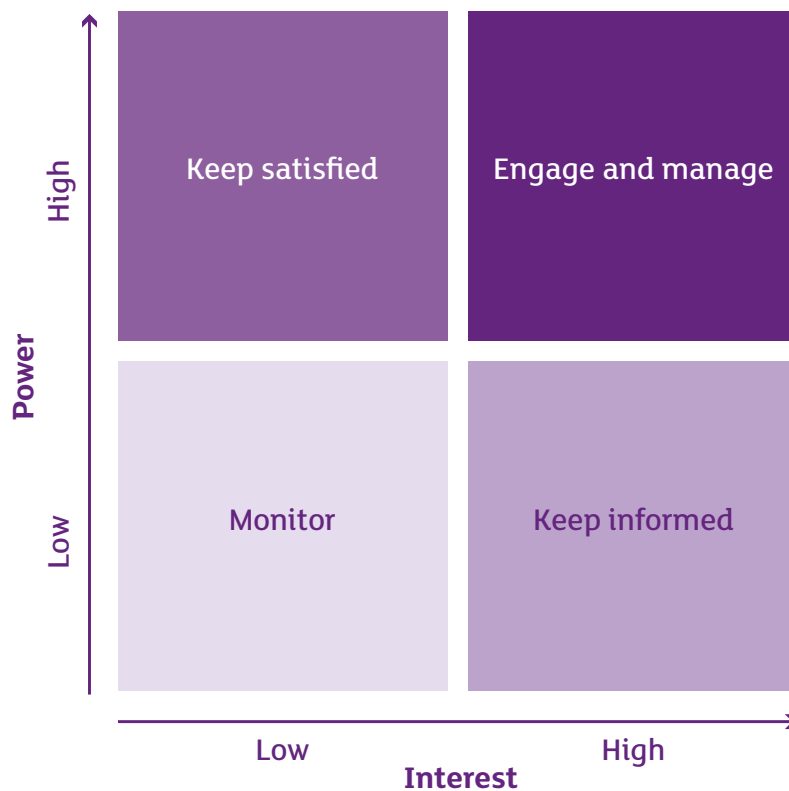 High
Keep satisfied
Engage and manage
Power
Low
Monitor
Keep informed
Low
High
Interest